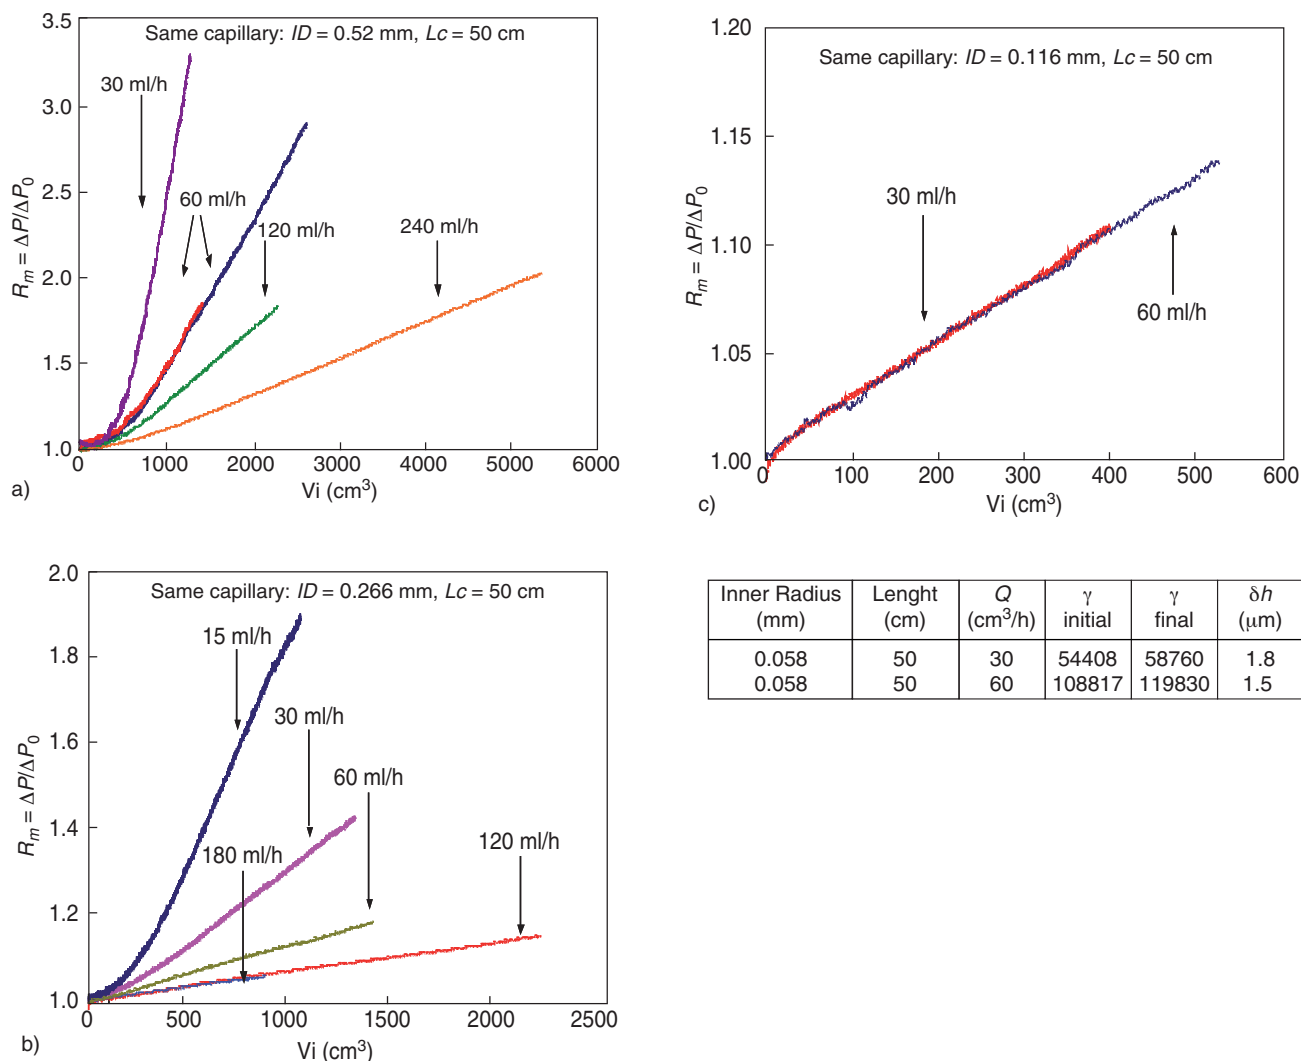 Same capillary: ID = 0.52 mm, Lc = 50 cm
3.5
3.0
2.5
2.0
1.5
1.0
R_m = ΔP/ΔP_0
30 ml/h
60 ml/h
120 ml/h
240 ml/h
0 1000 2000 3000 4000 5000 6000
Vi (cm³)
a)
Same capillary: ID = 0.266 mm, Lc = 50 cm
2.0
1.8
1.6
1.4
1.2
1.0
R_m = ΔP/ΔP_0
15 ml/h
30 ml/h
60 ml/h
180 ml/h
120 ml/h
0 500 1000 1500 2000 2500
Vi (cm³)
b)
Same capillary: ID = 0.116 mm, Lc = 50 cm
1.20
1.15
1.10
1.05
1.00
R_m = ΔP/ΔP_0
30 ml/h
60 ml/h
0 100 200 300 400 500 600
Vi (cm³)
c)
Inner Radius Lenght Q γ γ δh
(mm) (cm) (cm³/h) initial final (μm)
0.058 50 30 54408 58760 1.8
0.058 50 60 108817 119830 1.5